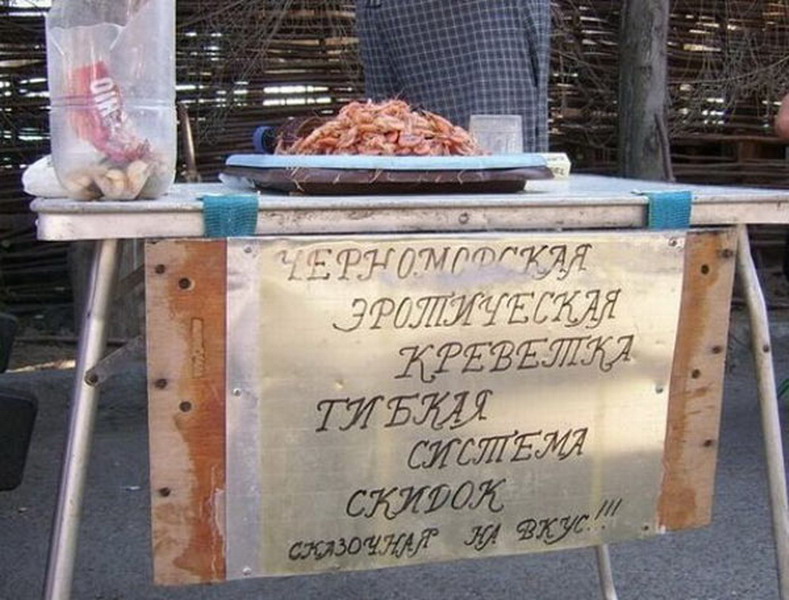 ЧЕРНОМОРСКАЯ
ЭРОТИЧЕСКАЯ
КРЕВЕТКА
ГИБКАЯ
СИСТЕМА
СКИДОК
СКАЗОЧНАЯ НА ВКУС!!!